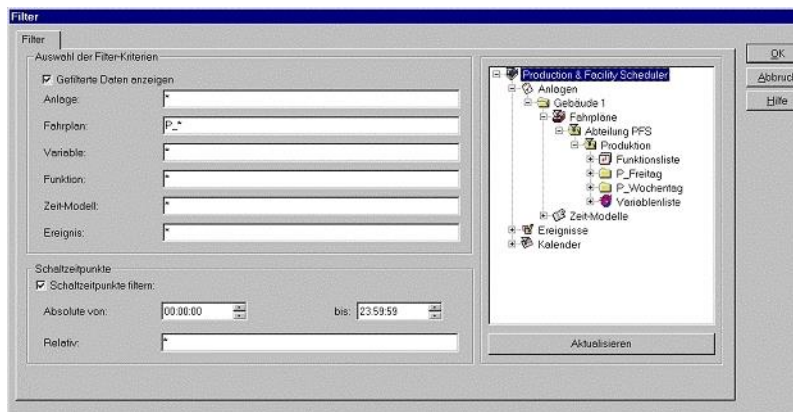 Filter
Filter
Auswahl der Filter-Kriterien
Gefilterte Daten anzeigen
Anlage: *
Fahrplan: P_*
Variable: *
Funktion: *
Zeit-Modell: *
Ereignis: *
Schaltzeitpunkte
Schaltzeitpunkte filtern:
Absolute von: 00:00:00 bis: 23:59:59
Relativ: *
Production & Facility Scheduler
Anlagen
Gebäude 1
Fahrpläne
Abteilung PFS
Produktion
Funktionsliste
P_Freitag
P_Wochentag
Variablenliste
Zeit-Modelle
Ereignisse
Kalender
Aktualisieren
OK
Abbruch
Hilfe